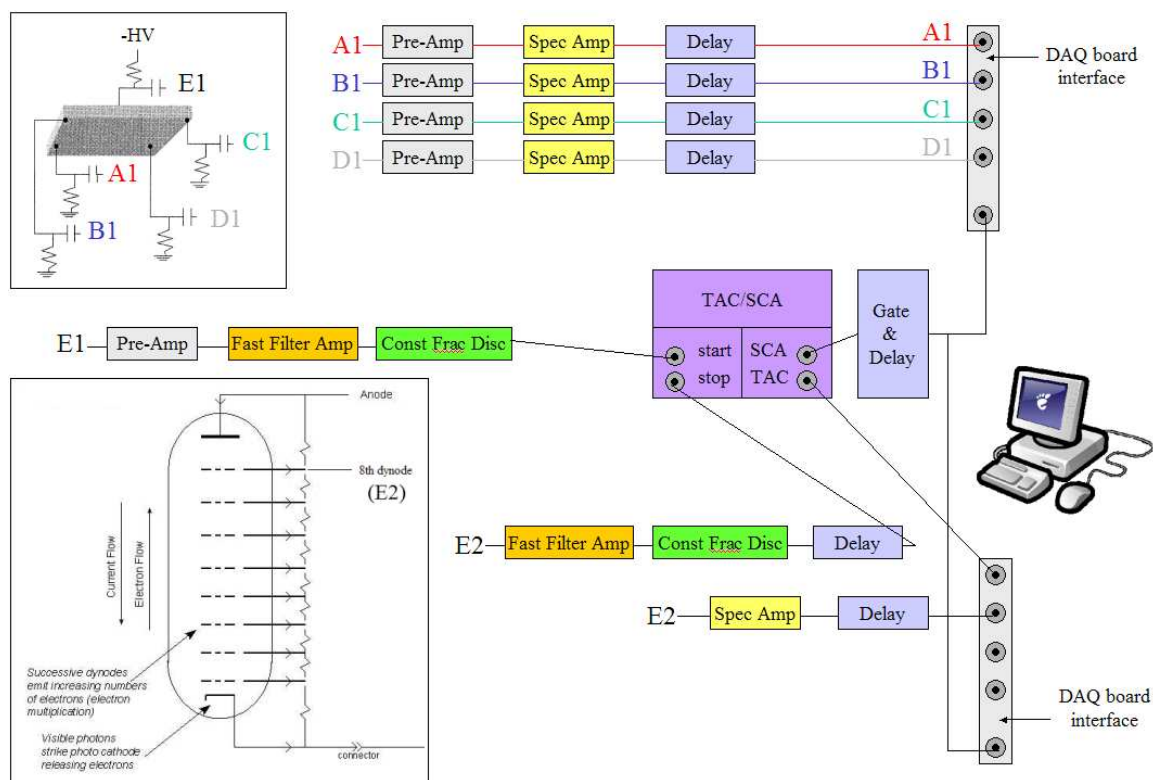 -HV
E1
C1
A1
D1
B1
A1 Pre-Amp Spec Amp Delay A1
B1 Pre-Amp Spec Amp Delay B1
C1 Pre-Amp Spec Amp Delay C1
D1 Pre-Amp Spec Amp Delay D1
DAQ board
interface
TAC/SCA
start SCA
stop TAC
Gate
&
Delay
E1 Pre-Amp Fast Filter Amp Const Frac Disc
Anode
8th dynode
(E2)
Current Flow
Electron Flow
Successive dynodes
emit increasing numbers
of electrons (electron
multiplication)
Visible photons
strike photo cathode
releasing electrons
connector
E2 Fast Filter Amp Const Frac Disc Delay
E2 Spec Amp Delay
DAQ board
interface